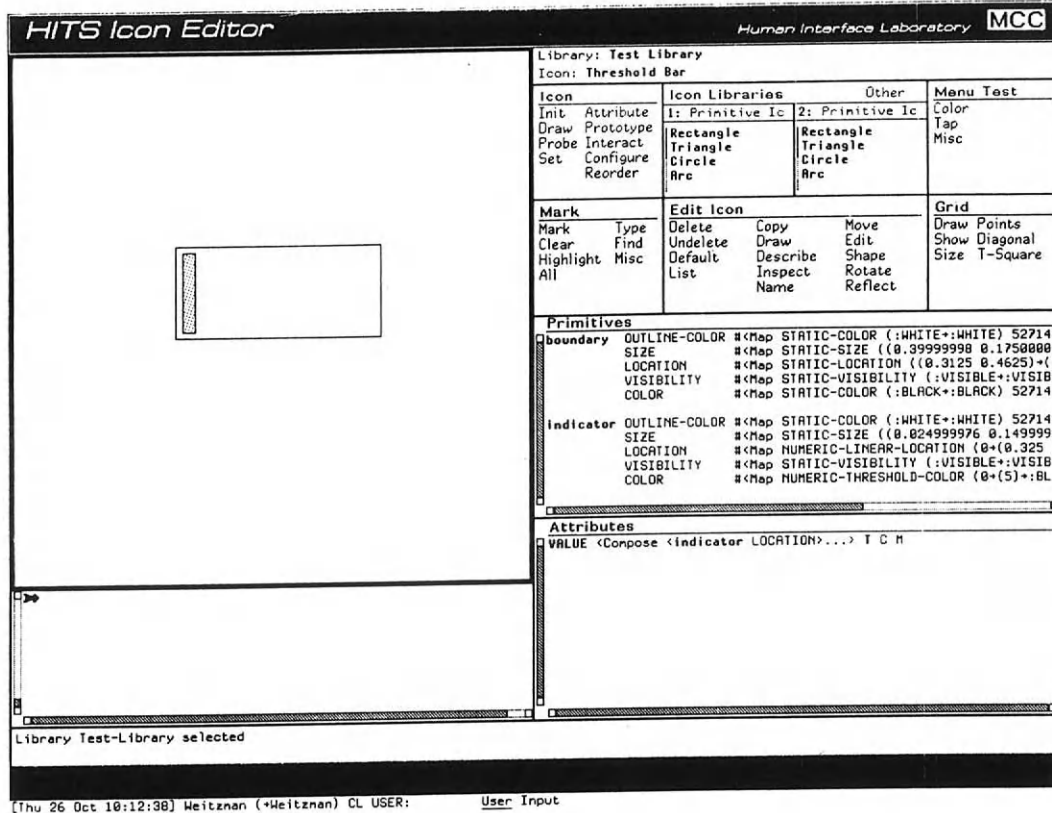 HITS Icon Editor
Human Interface Laboratory MCC
Library: Test Library
Icon: Threshold Bar
Icon
Init Attribute
Draw Prototype
Probe Interact
Set Configure
Reorder
Icon Libraries Other
1: Primitive Ic 2: Primitive Ic
Rectangle Rectangle
Triangle Triangle
Circle Circle
Arc Arc
Menu Test
Color
Tap
Misc
Mark
Mark Type
Clear Find
Highlight Misc
All
Edit Icon
Delete Copy Move
Undelete Draw Edit
Default Describe Shape
List Inspect Rotate
Name Reflect
Grid
Draw Points
Show Diagonal
Size T-Square
Primitives
boundary OUTLINE-COLOR #<Map STATIC-COLOR (:WHITE→:WHITE) 52714
SIZE #<Map STATIC-SIZE ((0.39999998 0.1750000
LOCATION #<Map STATIC-LOCATION ((0.3125 0.4625)→(
VISIBILITY #<Map STATIC-VISIBILITY (:VISIBLE→:VISIB
COLOR #<Map STATIC-COLOR (:BLACK→:BLACK) 52714
indicator OUTLINE-COLOR #<Map STATIC-COLOR (:WHITE→:WHITE) 52714
SIZE #<Map STATIC-SIZE ((0.024999976 0.149999
LOCATION #<Map NUMERIC-LINEAR-LOCATION (0→(0.325
VISIBILITY #<Map STATIC-VISIBILITY (:VISIBLE→:VISIB
COLOR #<Map NUMERIC-THRESHOLD-COLOR (0→(5)→:BL
Attributes
VALUE <Compose <indicator LOCATION>...> T C M
Library Test-Library selected
[Thu 26 Oct 10:12:38] Weitzman (→Weitzman) CL USER: User Input